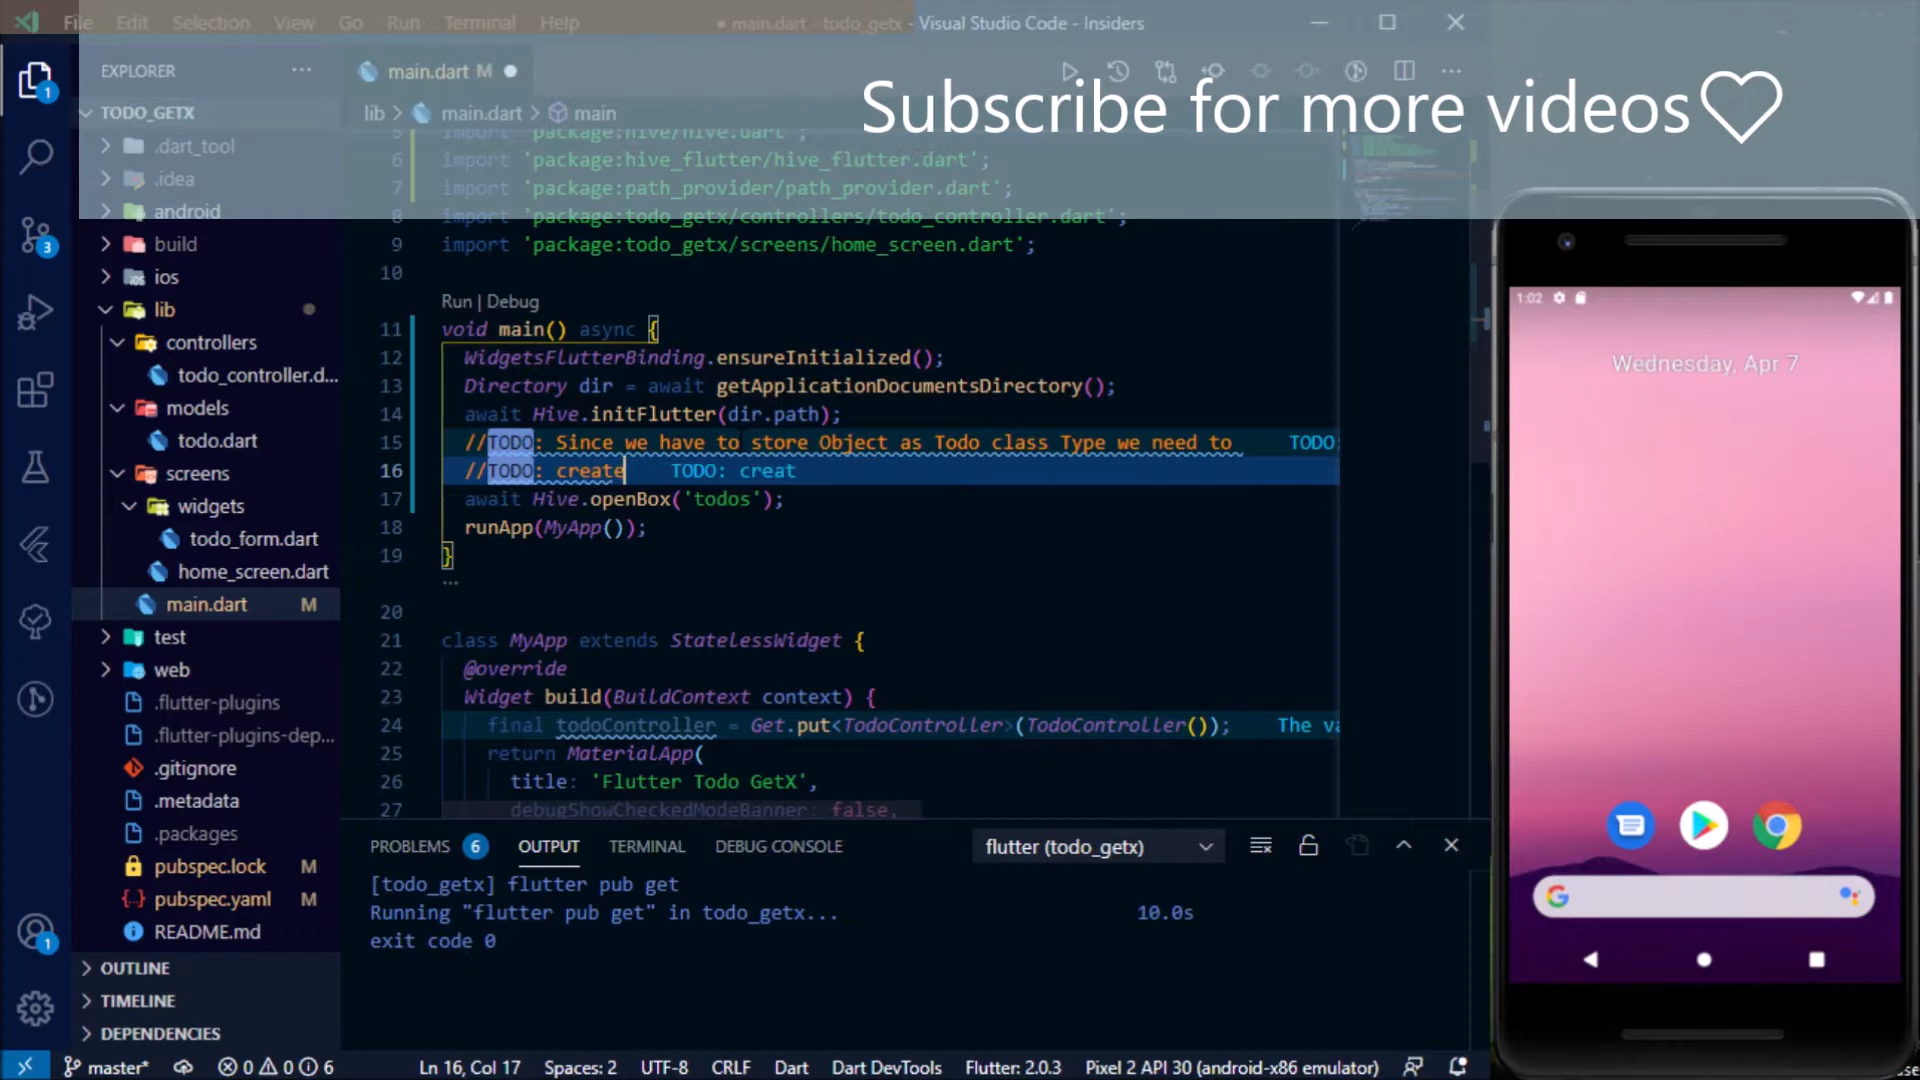 File Edit Selection View Go Run Terminal Help
● main.dart - todo_getx - Visual Studio Code - Insiders
Subscribe for more videos
EXPLORER
TODO_GETX
.dart_tool
.idea
android
build
ios
lib
controllers
todo_controller.d...
models
todo.dart
screens
widgets
todo_form.dart
home_screen.dart
main.dart M
test
web
.flutter-plugins
.flutter-plugins-dep...
.gitignore
.metadata
.packages
pubspec.lock M
pubspec.yaml M
README.md
OUTLINE
TIMELINE
DEPENDENCIES
1
3
1
main.dart M
lib > main.dart > main
5 import 'package:hive/hive.dart';
6 import 'package:hive_flutter/hive_flutter.dart';
7 import 'package:path_provider/path_provider.dart';
8 import 'package:todo_getx/controllers/todo_controller.dart';
9 import 'package:todo_getx/screens/home_screen.dart';
10
Run | Debug
11 void main() async {
12 WidgetsFlutterBinding.ensureInitialized();
13 Directory dir = await getApplicationDocumentsDirectory();
14 await Hive.initFlutter(dir.path);
15 //TODO: Since we have to store Object as Todo class Type we need to TODO:
16 //TODO: create TODO: creat
17 await Hive.openBox('todos');
18 runApp(MyApp());
19 }
...
20
21 class MyApp extends StatelessWidget {
22 @override
23 Widget build(BuildContext context) {
24 final todoController = Get.put<TodoController>(TodoController()); The va
25 return MaterialApp(
26 title: 'Flutter Todo GetX',
27 debugShowCheckedModeBanner: false,
PROBLEMS 6 OUTPUT TERMINAL DEBUG CONSOLE
flutter (todo_getx)
[todo_getx] flutter pub get
Running "flutter pub get" in todo_getx... 10.0s
exit code 0
master* 0 0 6 Ln 16, Col 17 Spaces: 2 UTF-8 CRLF Dart Dart DevTools Flutter: 2.0.3 Pixel 2 API 30 (android-x86 emulator)
1:02
Wednesday, Apr 7